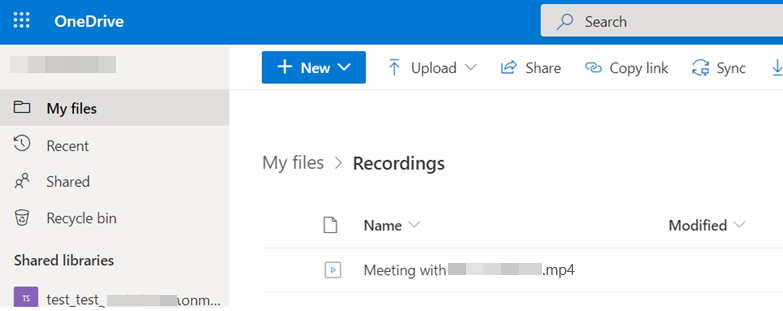 OneDrive
Search
New
Upload
Share
Copy link
Sync
My files
Recent
Shared
Recycle bin
Shared libraries
TS test_test_ .onm...
My files > Recordings
Name
Modified
Meeting with .mp4